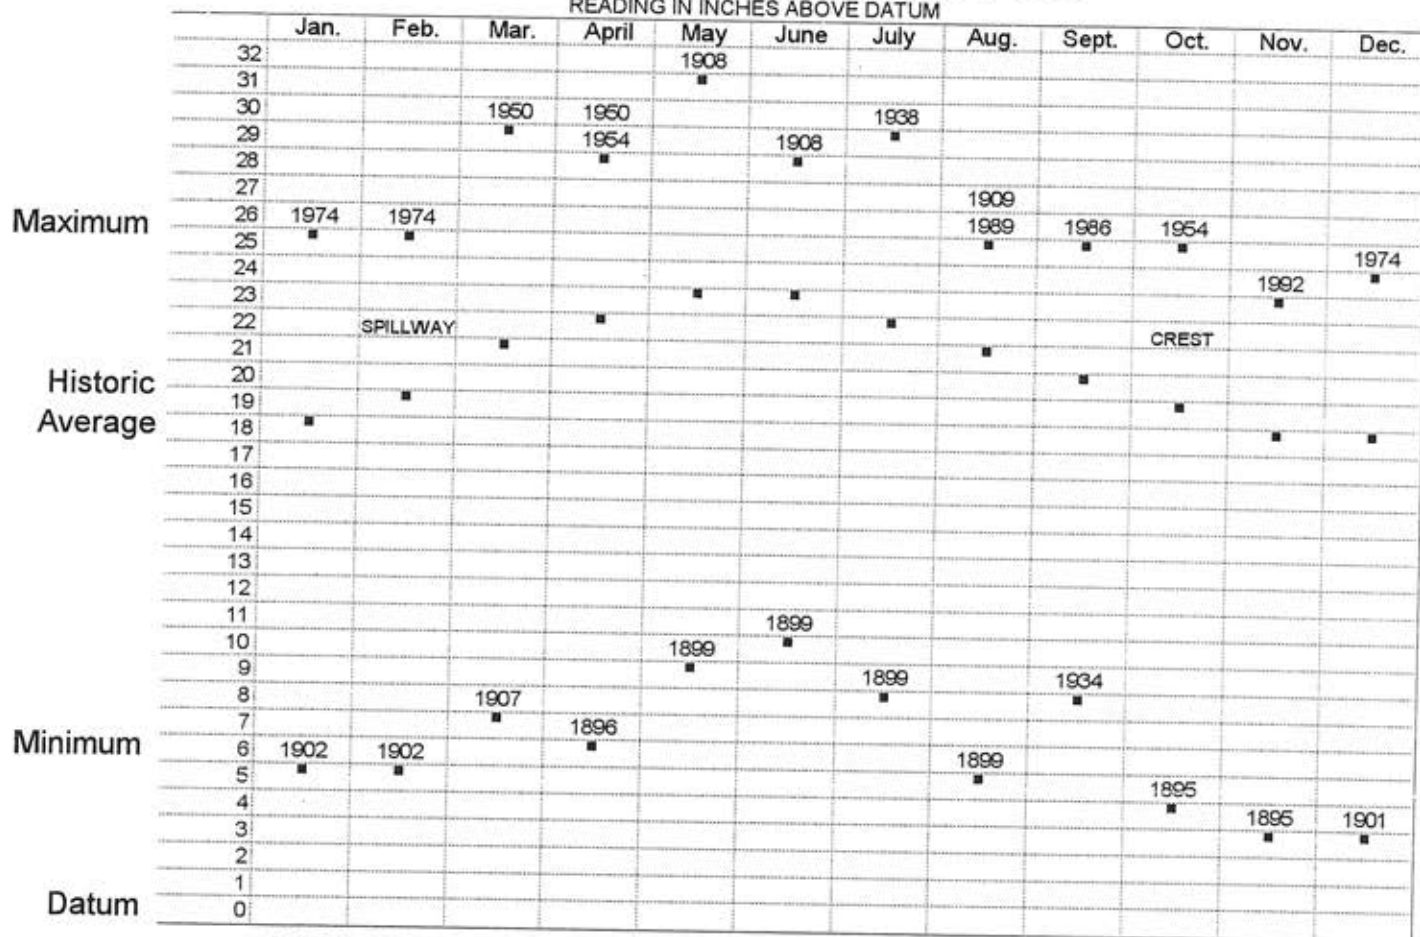 READING IN INCHES ABOVE DATUM
Jan. Feb. Mar. April May June July Aug. Sept. Oct. Nov. Dec.
32 1908
31
30 1950 1950 1938
29 1954 1908
28
27 1909
Maximum 26 1974 1974 1989 1986 1954
25 1974
24 1992
23
22 SPILLWAY CREST
21
Historic 20
Average 19
18
17
16
15
14
13
12
11 1899
10 1899
9 1899 1934
8 1907
7 1896
Minimum 6 1902 1902 1899
5 1895
4 1895 1901
3
2
1
Datum 0